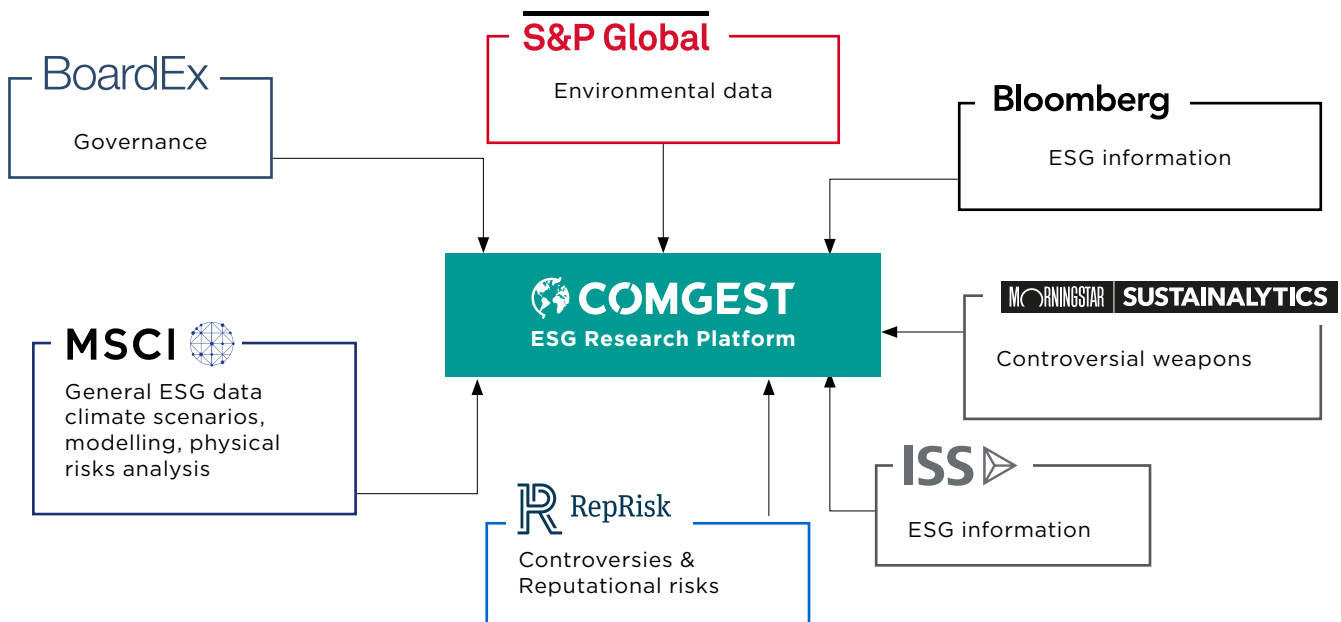 S&P Global
Environmental data
BoardEx
Governance
Bloomberg
ESG information
COMGEST
ESG Research Platform
MORNINGSTAR SUSTAINALYTICS
Controversial weapons
MSCI
General ESG data
climate scenarios,
modelling, physical
risks analysis
ISS
ESG information
RepRisk
Controversies &
Reputational risks